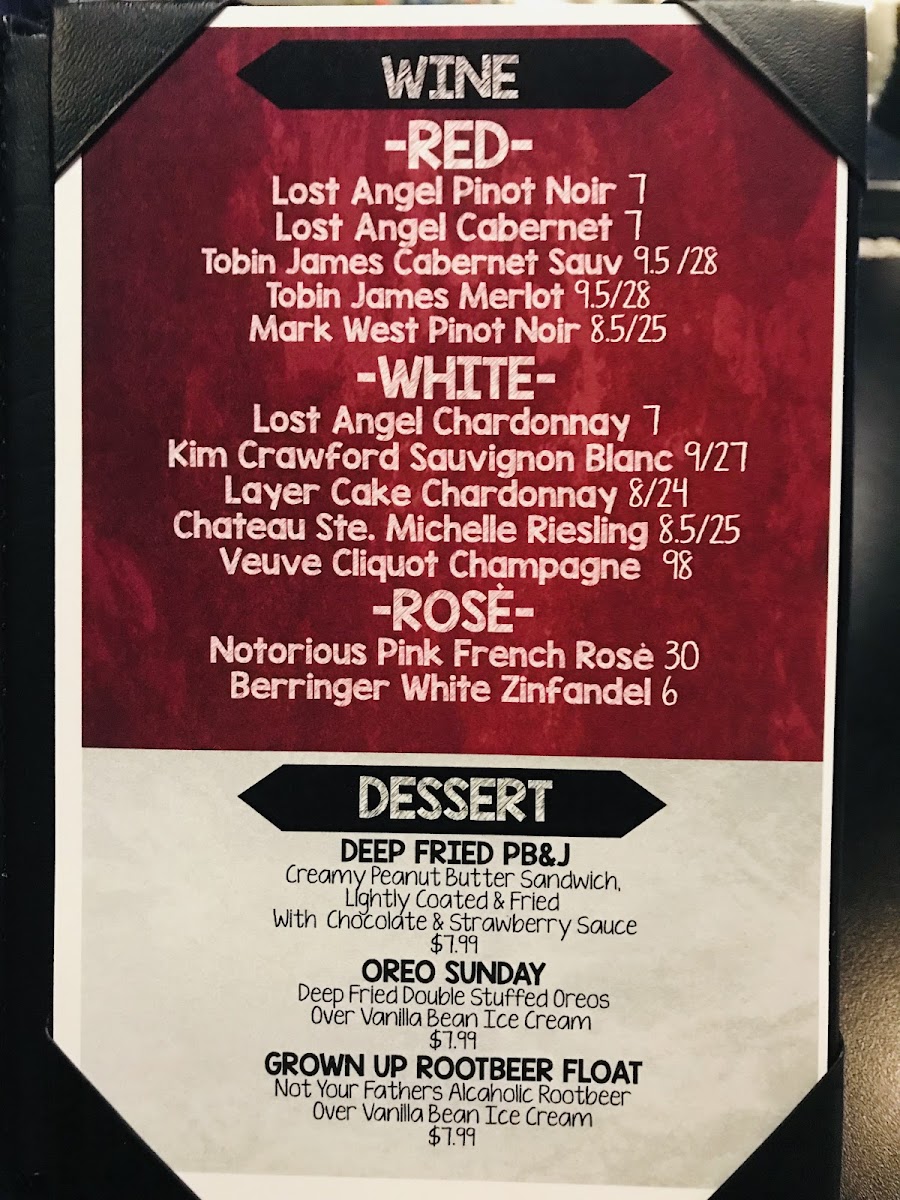 WINE
-RED-
Lost Angel Pinot Noir 7
Lost Angel Cabernet 7
Tobin James Cabernet Sauv 9.5 /28
Tobin James Merlot 9.5/28
Mark West Pinot Noir 8.5/25
-WHITE-
Lost Angel Chardonnay 7
Kim Crawford Sauvignon Blanc 9/27
Layer Cake Chardonnay 8/24
Chateau Ste. Michelle Riesling 8.5/25
Veuve Cliquot Champagne 98
-ROSÈ-
Notorious Pink French Rosè 30
Berringer White Zinfandel 6
DESSERT
DEEP FRIED PB&J
Creamy Peanut Butter Sandwich,
Lightly Coated & Fried
With Chocolate & Strawberry Sauce
$7.99
OREO SUNDAY
Deep Fried Double Stuffed Oreos
Over Vanilla Bean Ice Cream
$7.99
GROWN UP ROOTBEER FLOAT
Not Your Fathers Alcaholic Rootbeer
Over Vanilla Bean Ice Cream
$7.99